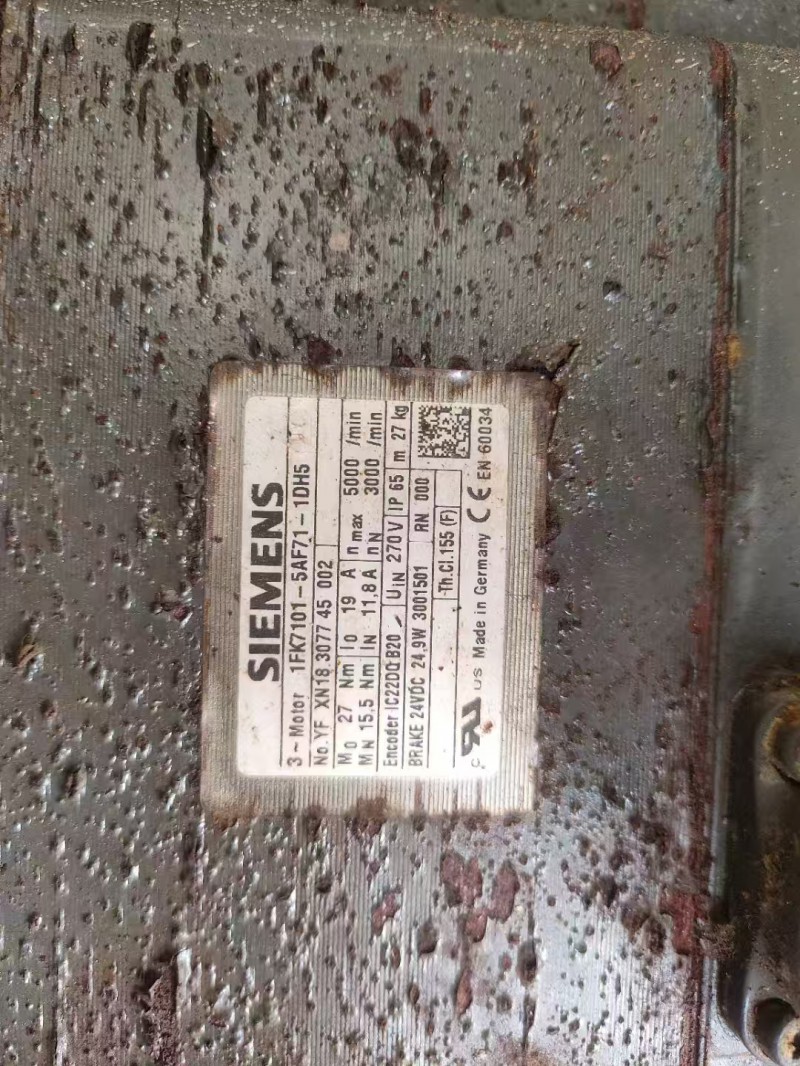 SIEMENS
3~Motor 1FK7101-5AF71-1DH5
No.YF XN18 3077 45 002
M0 27 Nm I0 19 A nmax 5000 /min
MN 15,5 Nm IN 11,8 A nN 3000 /min
Encoder IC22DQ B20 UIN 270 V IP 65 m 27 kg
BRAKE 24VDC 24,9W 3001501 RN 000
Th.Cl.155 (F)
c RU us Made in Germany CE EN 60034